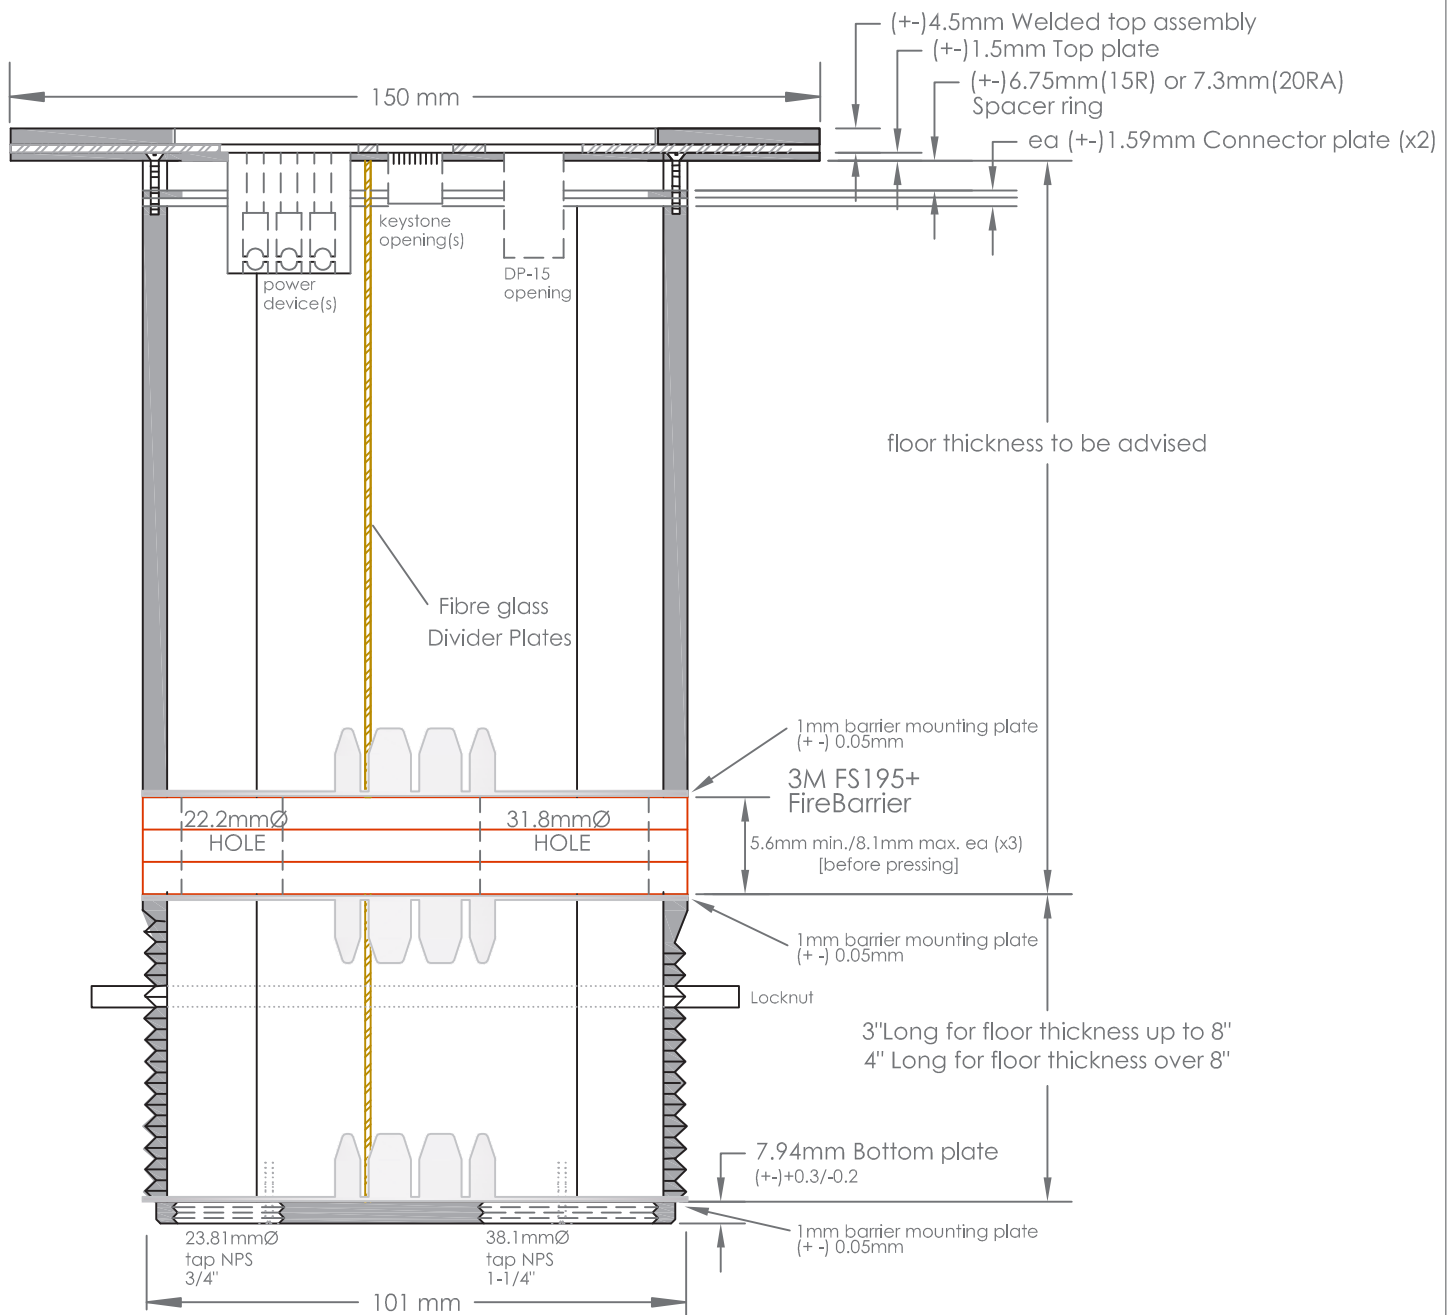 (+-)4.5mm Welded top assembly
(+-)1.5mm Top plate
(+-)6.75mm(15R) or 7.3mm(20RA)
Spacer ring
150 mm
ea (+-)1.59mm Connector plate (x2)
keystone
opening(s)
DP-15
opening
power
device(s)
floor thickness to be advised
Fibre glass
Divider Plates
1mm barrier mounting plate
(+ -) 0.05mm
3M FS195+
FireBarrier
22.2mmØ
HOLE
31.8mmØ
HOLE
5.6mm min./8.1mm max. ea (x3)
[before pressing]
1mm barrier mounting plate
(+ -) 0.05mm
Locknut
3"Long for floor thickness up to 8"
4" Long for floor thickness over 8"
7.94mm Bottom plate
(+-)+0.3/-0.2
1mm barrier mounting plate
(+ -) 0.05mm
23.81mmØ
tap NPS
3/4"
38.1mmØ
tap NPS
1-1/4"
101 mm